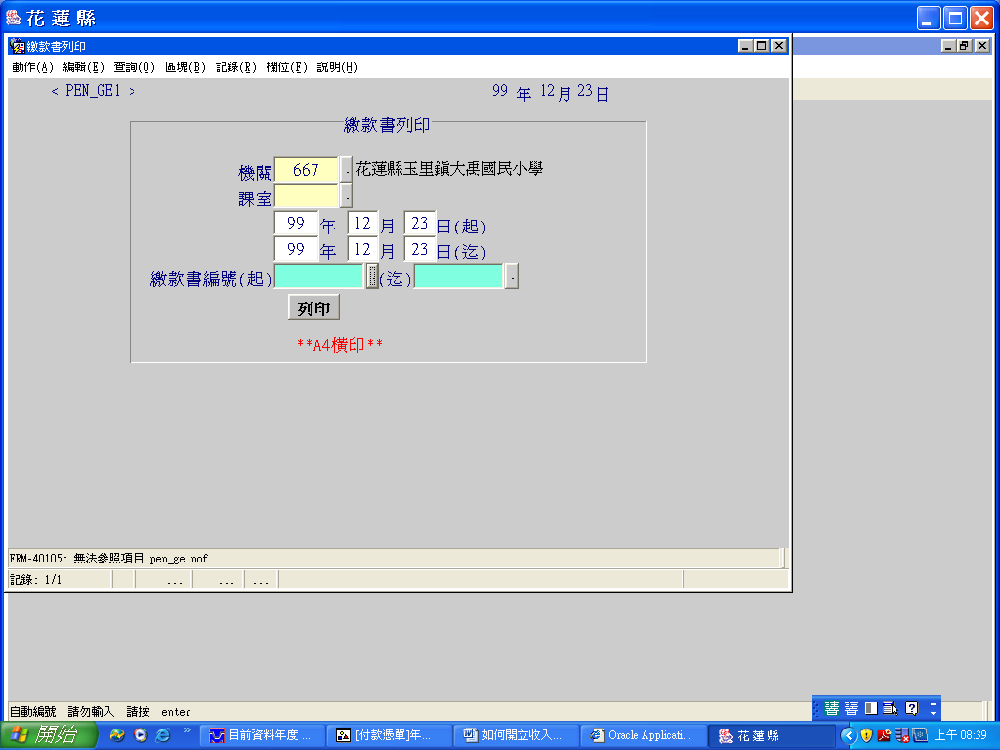 花蓮縣
繳款書列印
動作(A) 編輯(E) 查詢(Q) 區塊(B) 記錄(R) 欄位(F) 說明(H)
< PEN_GE1 > 99 年 12 月 23 日
繳款書列印
機關 667 . 花蓮縣玉里鎮大禹國民小學
課室 .
99 年 12 月 23 日(起)
99 年 12 月 23 日(迄)
繳款書編號(起) (迄) .
列印
**A4橫印**
FRM-40105: 無法參照項目 pen_ge.nof.
記錄: 1/1 ... ... ...
自動編號 請勿輸入 請按 enter
開始 » 目前資料年度 ... [付款憑單]年... 如何開立收入... Oracle Applicati... 花蓮縣 上午 08:39